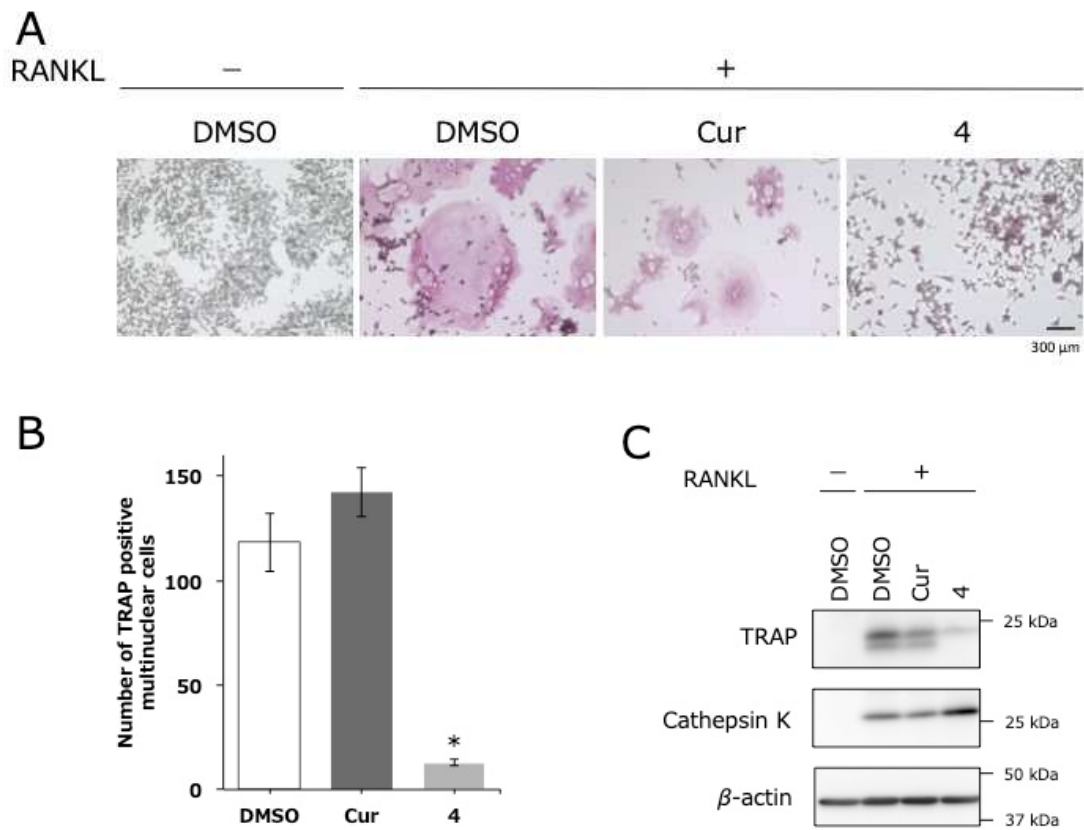 A
RANKL − +
DMSO DMSO Cur 4
300 µm
B
Number of TRAP positive
multinuclear cells
150
100
50
0
*
DMSO Cur 4
C
RANKL − +
DMSO DMSO Cur 4
TRAP 25 kDa
Cathepsin K 25 kDa
50 kDa
β-actin
37 kDa